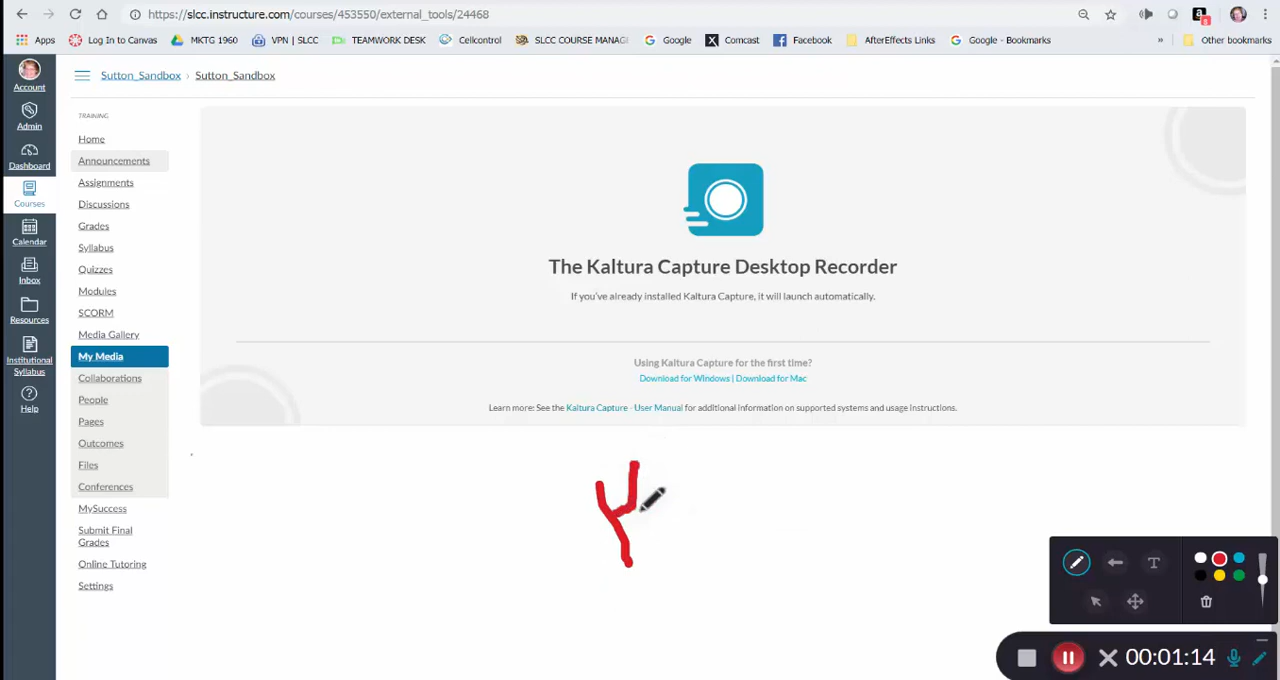 https://slcc.instructure.com/courses/453550/external_tools/24468
Apps Log In to Canvas MKTG 1960 VPN | SLCC TEAMWORK DESK Cellcontrol SLCC COURSE MANAG Google Comcast Facebook AfterEffects Links Google - Bookmarks » Other bookmarks
Sutton_Sandbox › Sutton_Sandbox
Account
Admin
Dashboard
Courses
Calendar
Inbox
Resources
Institutional
Syllabus
Help
TRAINING
Home
Announcements
Assignments
Discussions
Grades
Syllabus
Quizzes
Modules
SCORM
Media Gallery
My Media
Collaborations
People
Pages
Outcomes
Files
Conferences
MySuccess
Submit Final
Grades
Online Tutoring
Settings
The Kaltura Capture Desktop Recorder
If you've already installed Kaltura Capture, it will launch automatically.
Using Kaltura Capture for the first time?
Download for Windows | Download for Mac
Learn more: See the Kaltura Capture - User Manual for additional information on supported systems and usage instructions.
T
00:01:14